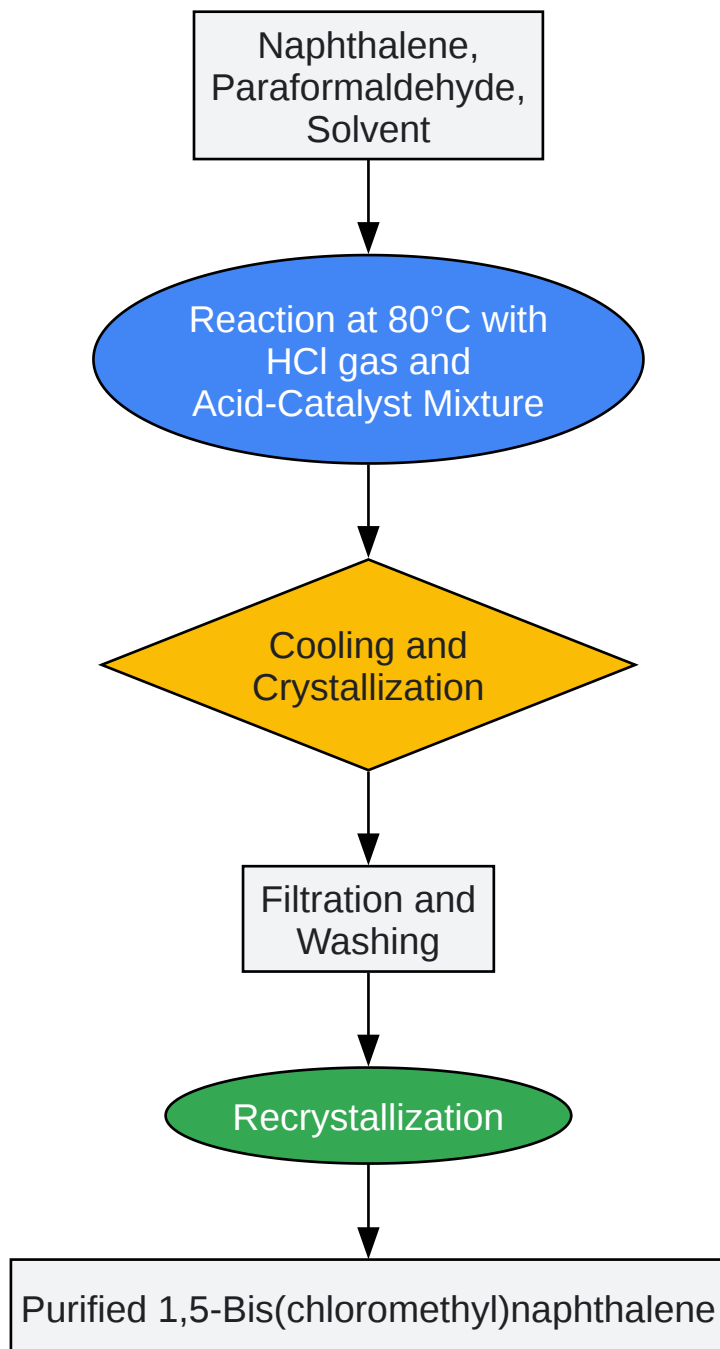 Naphthalene,
Paraformaldehyde,
Solvent
Reaction at 80°C with
HCl gas and
Acid-Catalyst Mixture
Cooling and
Crystallization
Filtration and
Washing
Recrystallization
Purified 1,5-Bis(chloromethyl)naphthalene